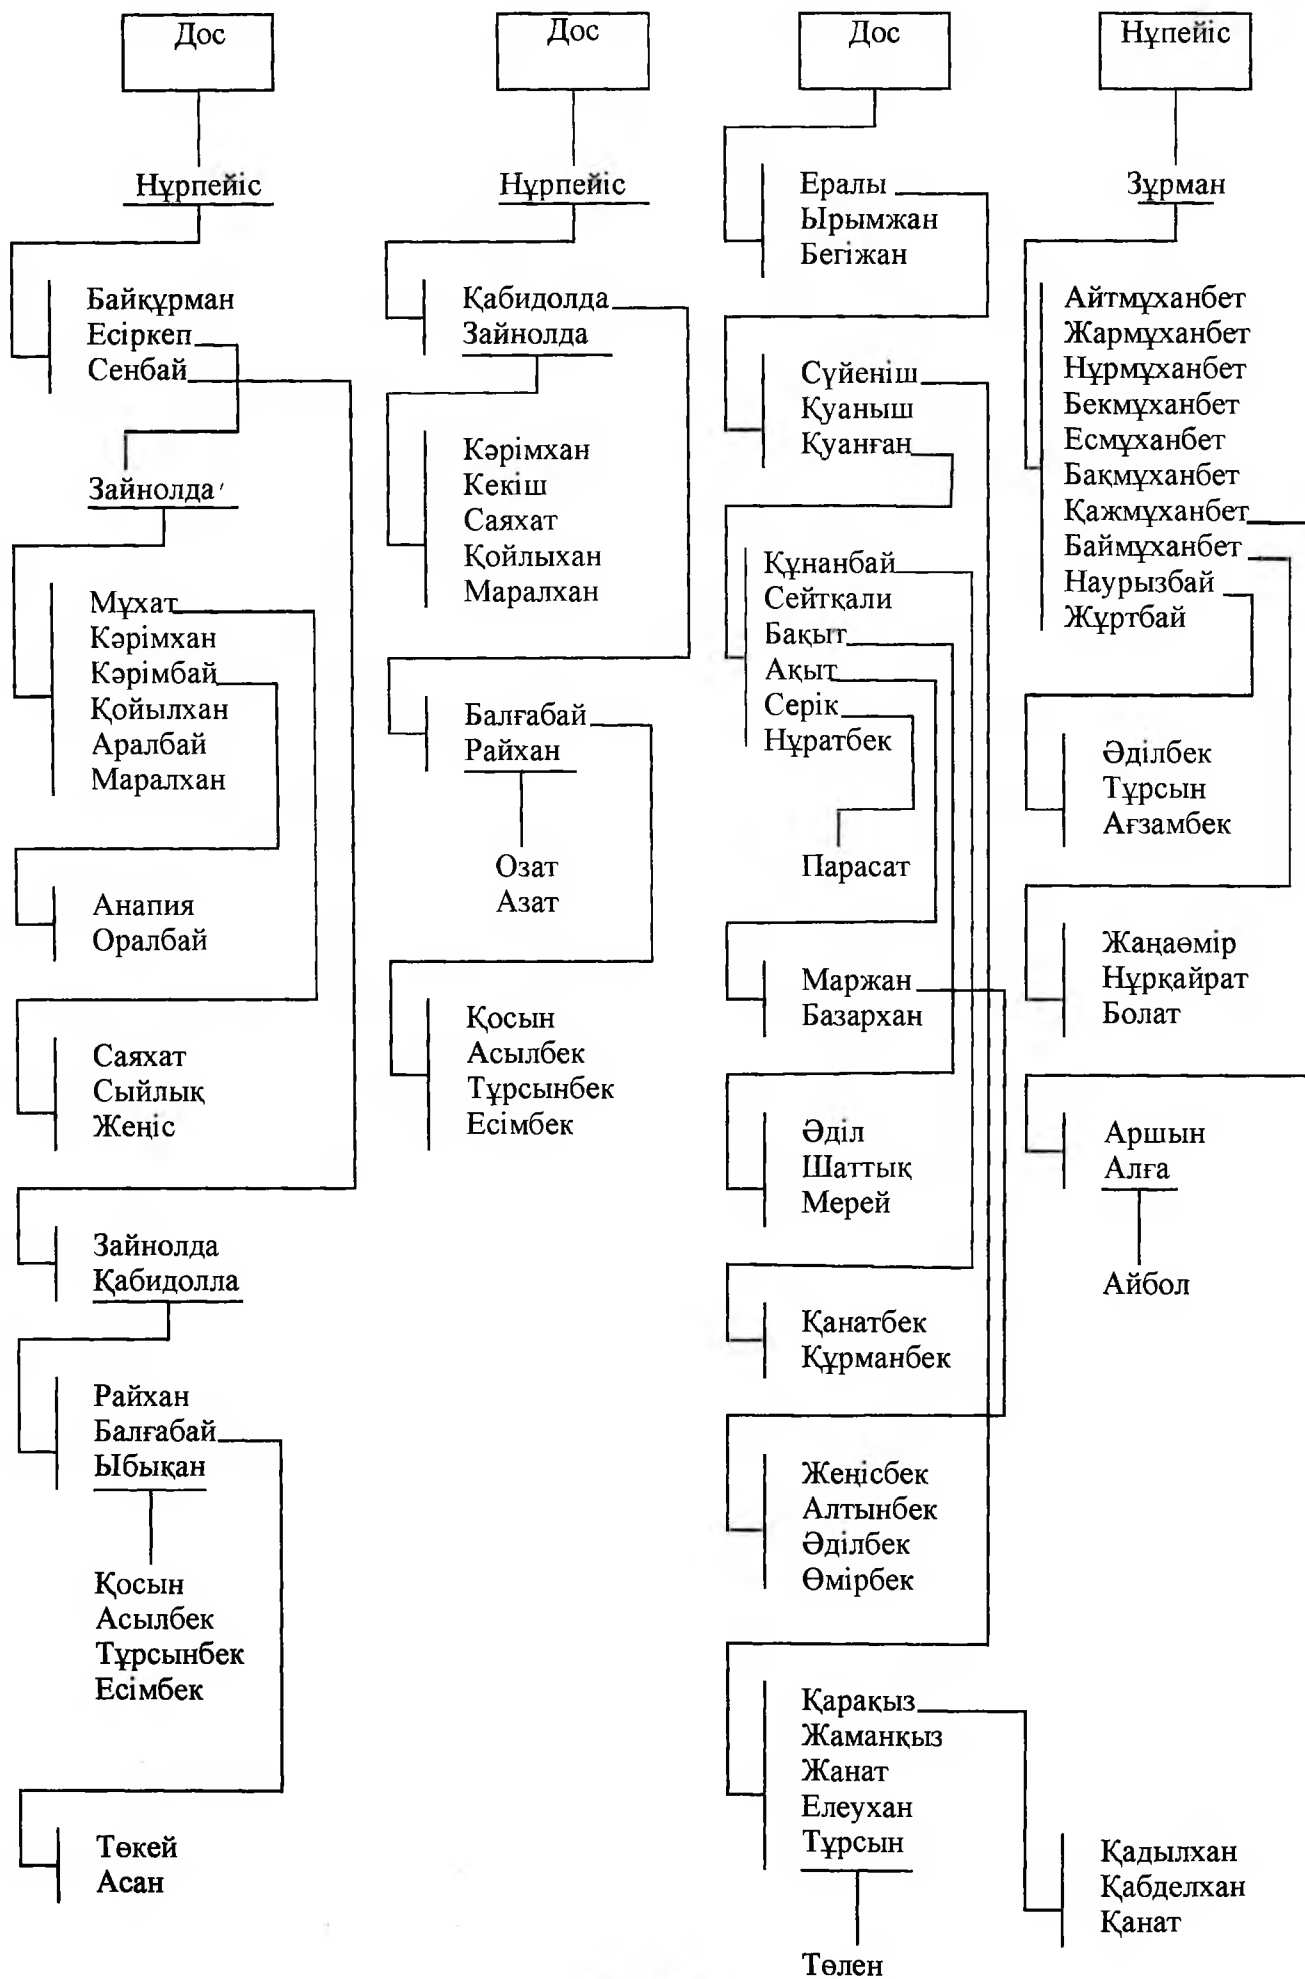 Дос
Нұрпейіс
Байқұрман
Есіркеп
Сенбай
Зайнолда
Мұхат
Кәрімхан
Кәрімбай
Қойылхан
Аралбай
Маралхан
Анапия
Оралбай
Саяхат
Сыйлық
Жеңіс
Зайнолда
Қабидолла
Райхан
Балғабай
Ыбықан
Қосын
Асылбек
Тұрсынбек
Есімбек
Төкей
Асан
Дос
Нұрпейіс
Қабидолда
Зайнолда
Кәрімхан
Кекіш
Саяхат
Қойлыхан
Маралхан
Балғабай
Райхан
Озат
Азат
Қосын
Асылбек
Тұрсынбек
Есімбек
Дос
Ералы
Ырымжан
Бегіжан
Сүйеніш
Қуаныш
Қуанған
Құнанбай
Сейтқали
Бақыт
Ақыт
Серік
Нұратбек
Парасат
Маржан
Базархан
Әділ
Шаттық
Мерей
Қанатбек
Құрманбек
Жеңісбек
Алтынбек
Әділбек
Өмірбек
Қарақыз
Жаманқыз
Жанат
Елеухан
Тұрсын
Төлен
Нұпейіс
Зұрман
Айтмұханбет
Жармұханбет
Нұрмұханбет
Бекмұханбет
Есмұханбет
Бақмұханбет
Қажмұханбет
Баймұханбет
Наурызбай
Жұртбай
Әділбек
Тұрсын
Ағзамбек
Жаңаөмір
Нұрқайрат
Болат
Аршын
Алға
Айбол
Қадылхан
Қабделхан
Қанат